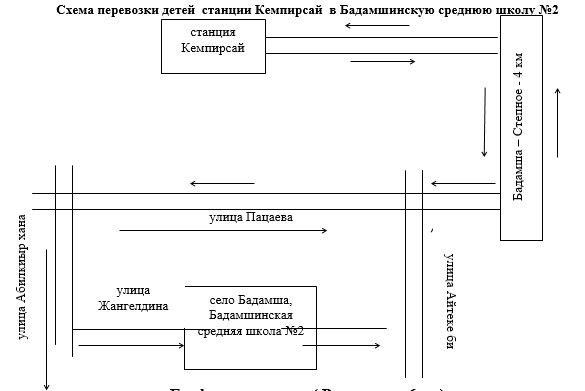 Схема перевозки детей станции Кемпирсай в Бадамшинскую среднюю школу №2
станция
Кемпирсай
Бадамша – Степное - 4 км
улица Пацаева
улица Абилкиыр хана
улица Айтеке би
улица
Жангелдина
село Бадамша,
Бадамшинская
средняя школа №2